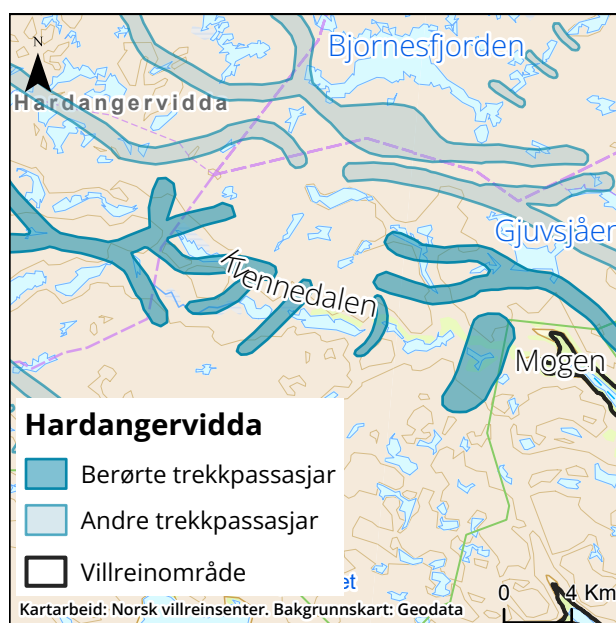 N
Bjornesfjorden
Hardangervidda
Gjuvsjåen
Kvennedalen
Mogen
Hardangervidda
Berørte trekkpassasjar
Andre trekkpassasjar
Villreinområde
et
0 4 Km
Kartarbeid: Norsk villreinsenter. Bakgrunnskart: Geodata